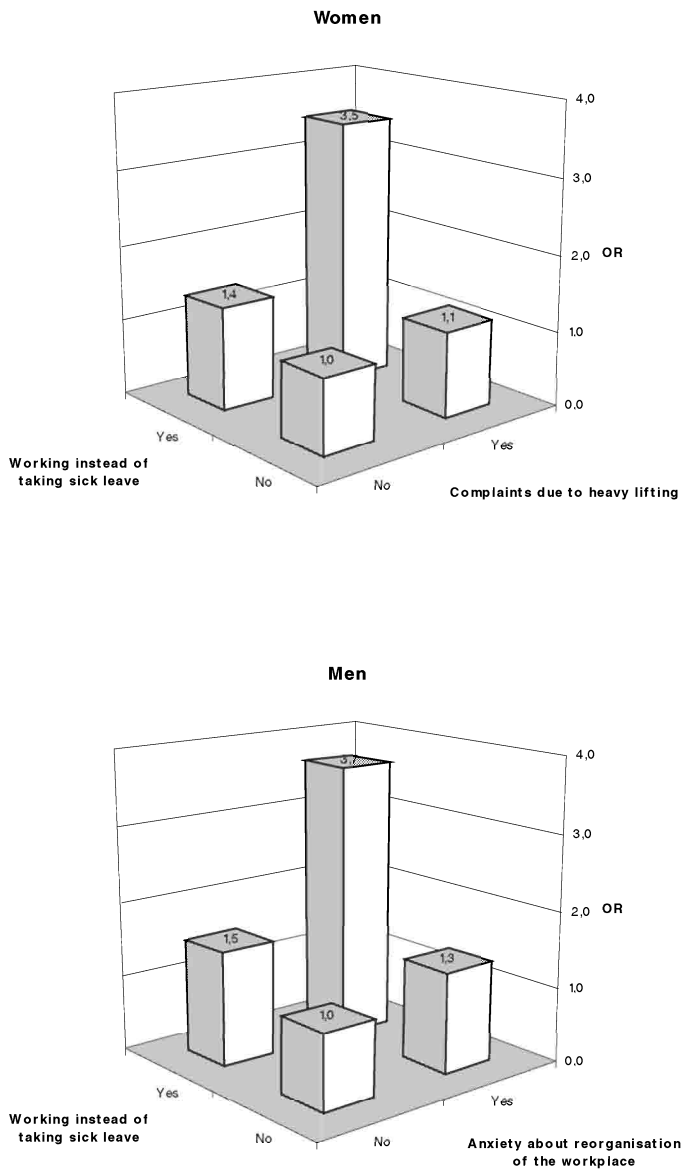 Women
4,0
3,5
3,0
2,0 OR
1,4
1,1
1,0
1,0
0,0
Yes
Yes
Working instead of
taking sick leave
No
No
Complaints due to heavy lifting
Men
4,0
3,7
3,0
2,0 OR
1,5
1,3
1,0
1,0
0,0
Yes
Yes
Working instead of
taking sick leave
No
No
Anxiety about reorganisation
of the workplace